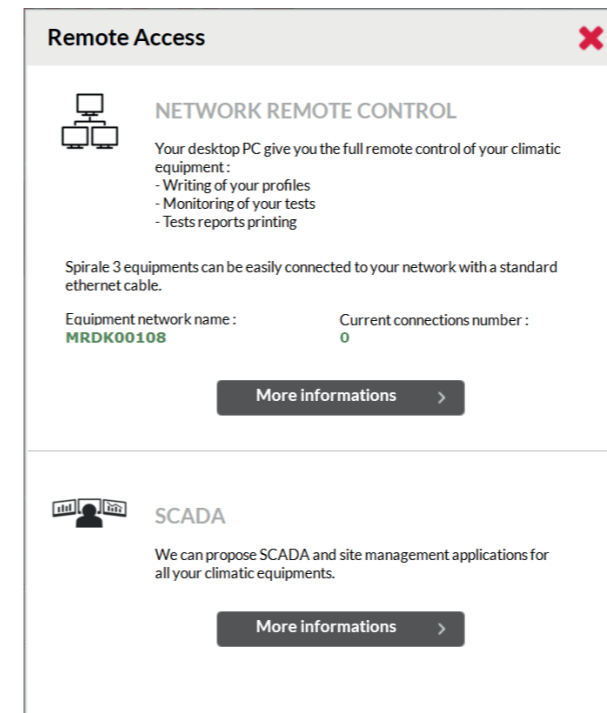 Remote Access
NETWORK REMOTE CONTROL
Your desktop PC give you the full remote control of your climatic
equipment :
- Writing of your profiles
- Monitoring of your tests
- Tests reports printing
Spirale 3 equipments can be easily connected to your network with a standard
ethernet cable.
Equipment network name :
MRDK00108
Current connections number :
0
More informations
SCADA
We can propose SCADA and site management applications for
all your climatic equipments.
More informations